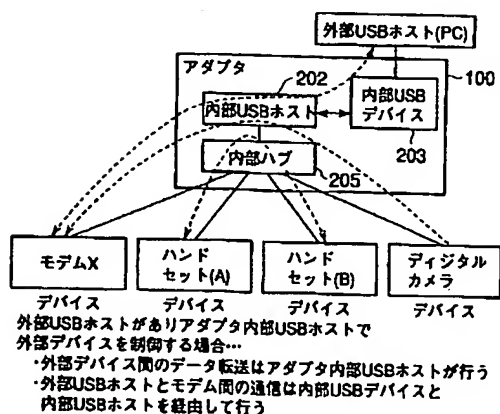 外部USBホスト(PC)
アダプタ
202
100
内部USBホスト
内部USB
デバイス
203
内部ハブ
205
モデムX
ハンド
セット(A)
ハンド
セット(B)
ディジタル
カメラ
デバイス
デバイス
デバイス
デバイス
外部USBホストがありアダプタ内部USBホストで
外部デバイスを制御する場合…
・外部デバイス間のデータ転送はアダプタ内部USBホストが行う
・外部USBホストとモデム間の通信は内部USBデバイスと
内部USBホストを経由して行う